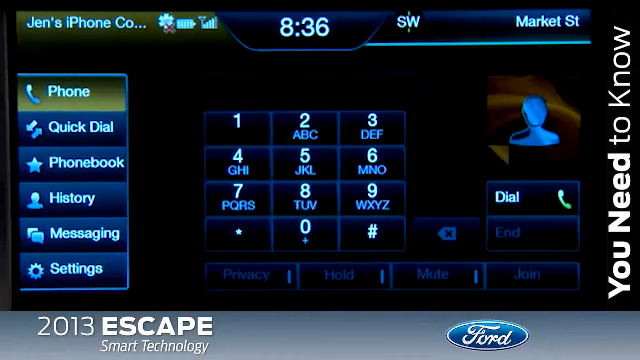 Jen's iPhone Co... 8:36 SW Market St
Phone
Quick Dial
Phonebook
History
Messaging
Settings
1 2 3
ABC DEF
4 5 6
GHI JKL MNO
7 8 9
PQRS TUV WXYZ
* 0 #
+
Dial
End
Privacy Hold Mute Join
You Need to Know
2013 ESCAPE
Smart Technology
Ford